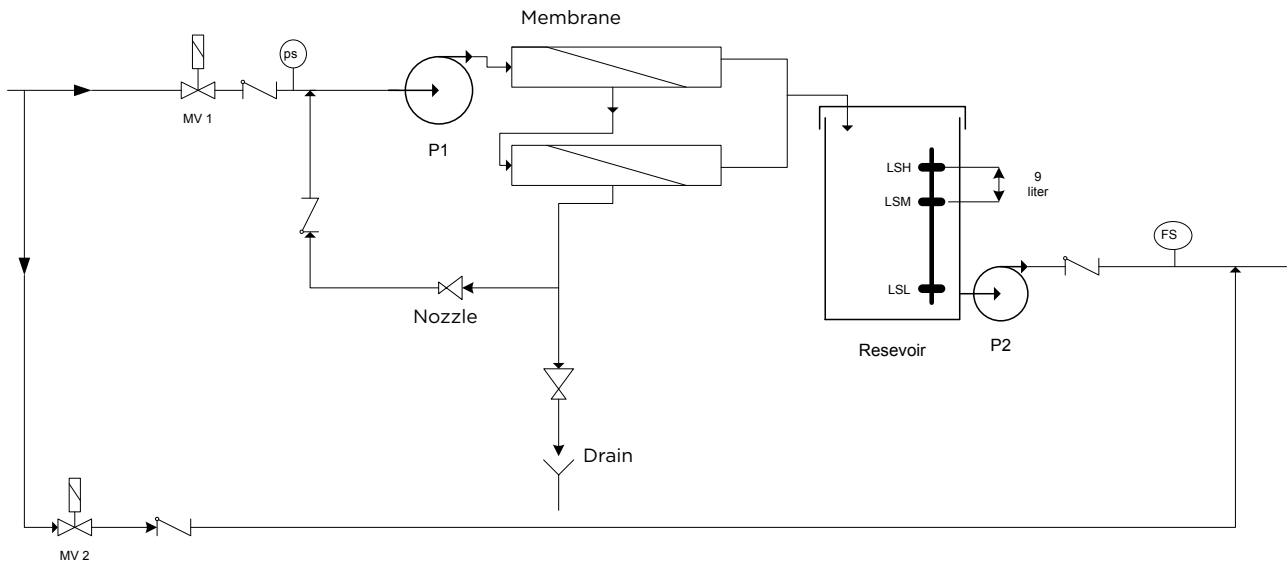 Membrane
ps
MV 1
P1
LSH
LSM
9
liter
FS
LSL
Nozzle
P2
Resevoir
Drain
MV 2